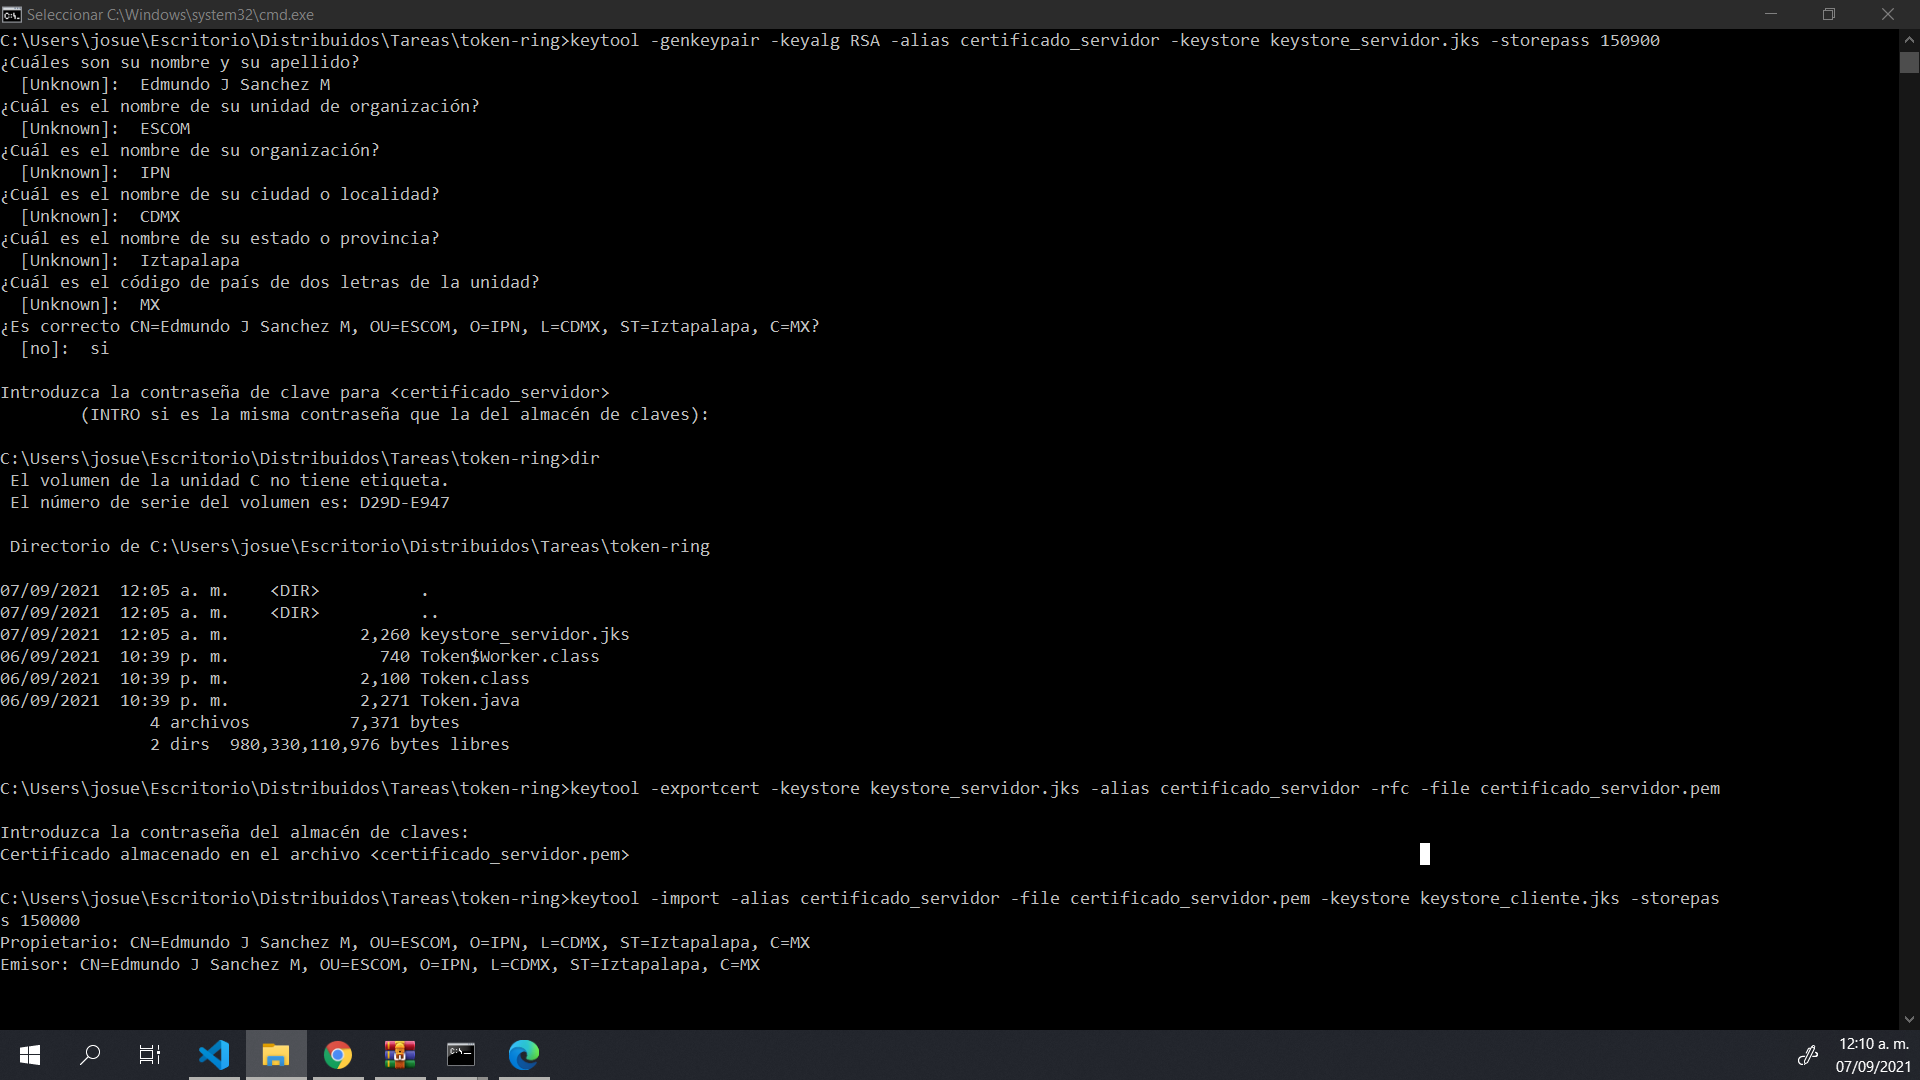 Seleccionar C:\Windows\system32\cmd.exe
C:\Users\josue\Escritorio\Distribuidos\Tareas\token-ring>keytool -genkeypair -keyalg RSA -alias certificado_servidor -keystore keystore_servidor.jks -storepass 150900
¿Cuáles son su nombre y su apellido?
  [Unknown]:  Edmundo J Sanchez M
¿Cuál es el nombre de su unidad de organización?
  [Unknown]:  ESCOM
¿Cuál es el nombre de su organización?
  [Unknown]:  IPN
¿Cuál es el nombre de su ciudad o localidad?
  [Unknown]:  CDMX
¿Cuál es el nombre de su estado o provincia?
  [Unknown]:  Iztapalapa
¿Cuál es el código de país de dos letras de la unidad?
  [Unknown]:  MX
¿Es correcto CN=Edmundo J Sanchez M, OU=ESCOM, O=IPN, L=CDMX, ST=Iztapalapa, C=MX?
  [no]:  si
Introduzca la contraseña de clave para <certificado_servidor>
        (INTRO si es la misma contraseña que la del almacén de claves):
C:\Users\josue\Escritorio\Distribuidos\Tareas\token-ring>dir
 El volumen de la unidad C no tiene etiqueta.
 El número de serie del volumen es: D29D-E947
 Directorio de C:\Users\josue\Escritorio\Distribuidos\Tareas\token-ring
07/09/2021  12:05 a. m.    <DIR>          .
07/09/2021  12:05 a. m.    <DIR>          ..
07/09/2021  12:05 a. m.             2,260 keystore_servidor.jks
06/09/2021  10:39 p. m.               740 Token$Worker.class
06/09/2021  10:39 p. m.             2,100 Token.class
06/09/2021  10:39 p. m.             2,271 Token.java
               4 archivos          7,371 bytes
               2 dirs  980,330,110,976 bytes libres
C:\Users\josue\Escritorio\Distribuidos\Tareas\token-ring>keytool -exportcert -keystore keystore_servidor.jks -alias certificado_servidor -rfc -file certificado_servidor.pem
Introduzca la contraseña del almacén de claves:
Certificado almacenado en el archivo <certificado_servidor.pem>
C:\Users\josue\Escritorio\Distribuidos\Tareas\token-ring>keytool -import -alias certificado_servidor -file certificado_servidor.pem -keystore keystore_cliente.jks -storepas
s 150000
Propietario: CN=Edmundo J Sanchez M, OU=ESCOM, O=IPN, L=CDMX, ST=Iztapalapa, C=MX
Emisor: CN=Edmundo J Sanchez M, OU=ESCOM, O=IPN, L=CDMX, ST=Iztapalapa, C=MX
12:10 a. m.
07/09/2021